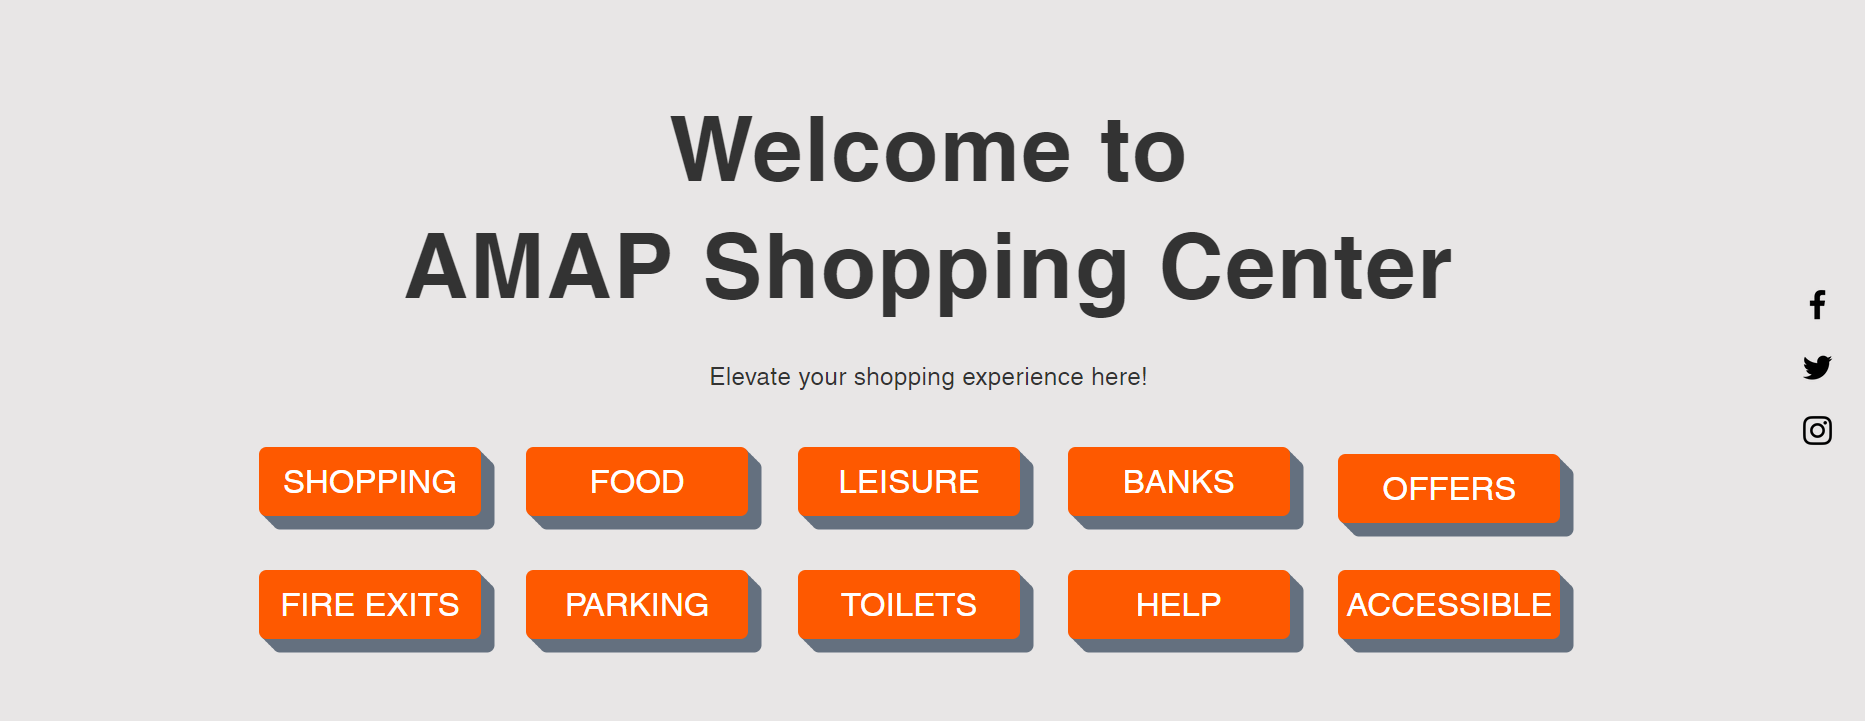 Welcome to
AMAP Shopping Center
Elevate your shopping experience here!
SHOPPING
FOOD
LEISURE
BANKS
OFFERS
FIRE EXITS
PARKING
TOILETS
HELP
ACCESSIBLE